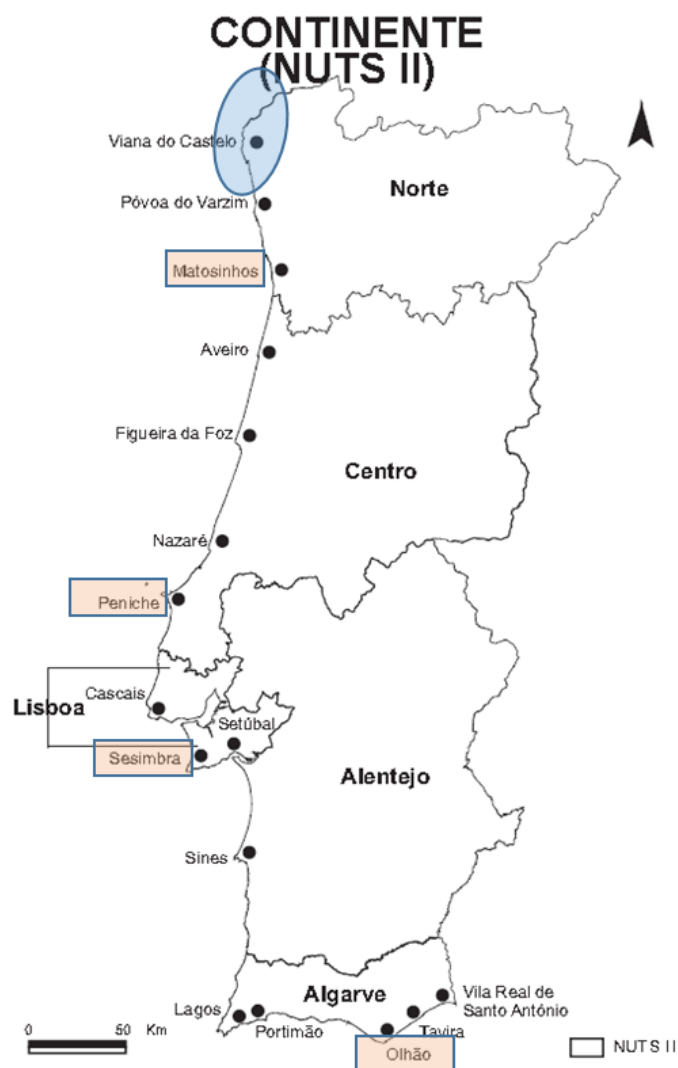 CONTINENTE
(NUTS II)
Viana do Castelo
Norte
Póvoa do Varzim
Matosinhos
Aveiro
Figueira da Foz
Centro
Nazaré
Peniche
Cascais
Lisboa
Setúbal
Sesimbra
Alentejo
Sines
Algarve
Vila Real de
Santo António
Lagos
Portimão
Tavira
Olhão
0 50 Km
NUTS II